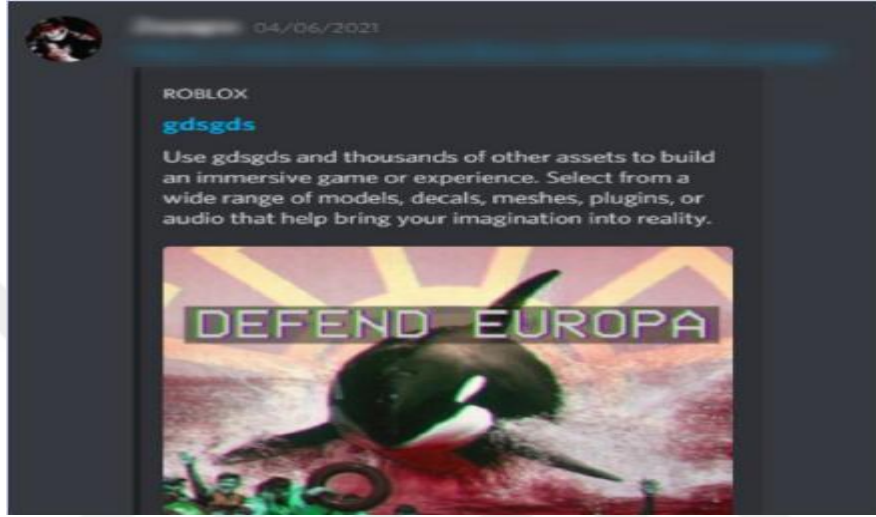 04/06/2021
ROBLOX
gdsgds
Use gdsgds and thousands of other assets to build
an immersive game or experience. Select from a
wide range of models, decals, meshes, plugins, or
audio that help bring your imagination into reality.
DEFEND EUROPA